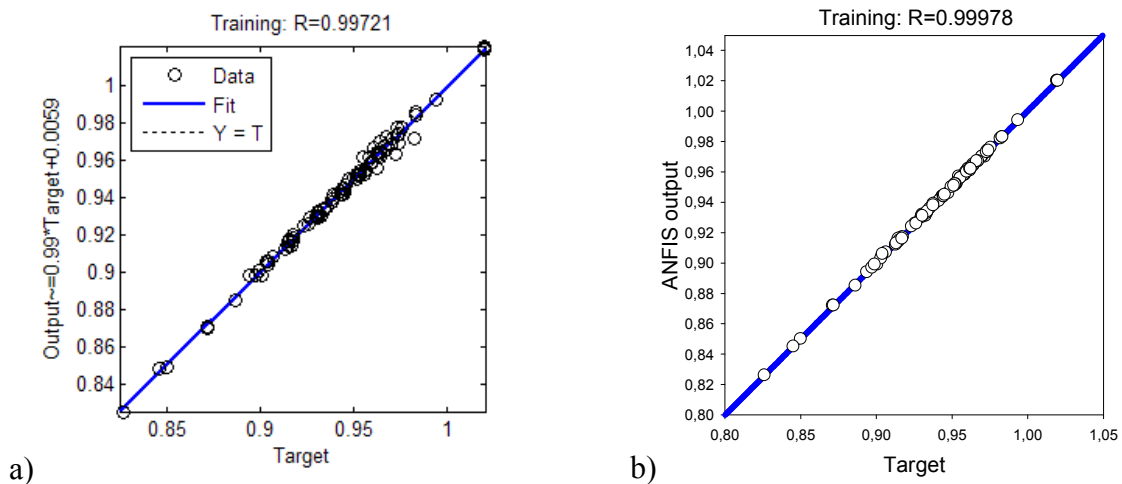 Training: R=0.99721
Output~=0.99*Target+0.0059
1
0.98
0.96
0.94
0.92
0.9
0.88
0.86
0.84
Data
Fit
Y = T
0.85
0.9
0.95
1
Target
a)
Training: R=0.99978
ANFIS output
1,04
1,02
1,00
0,98
0,96
0,94
0,92
0,90
0,88
0,86
0,84
0,82
0,80
0,80
0,85
0,90
0,95
1,00
1,05
Target
b)